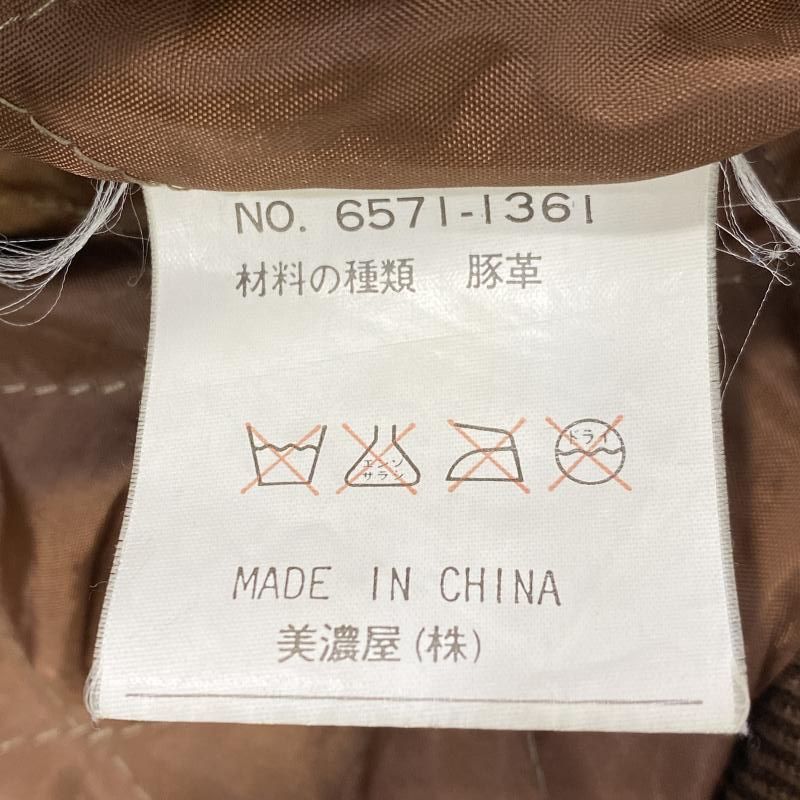 NO. 6571-1361
材料の種類 豚革
エンソ
サラシ
ドライ
MADE IN CHINA
美濃屋(株)